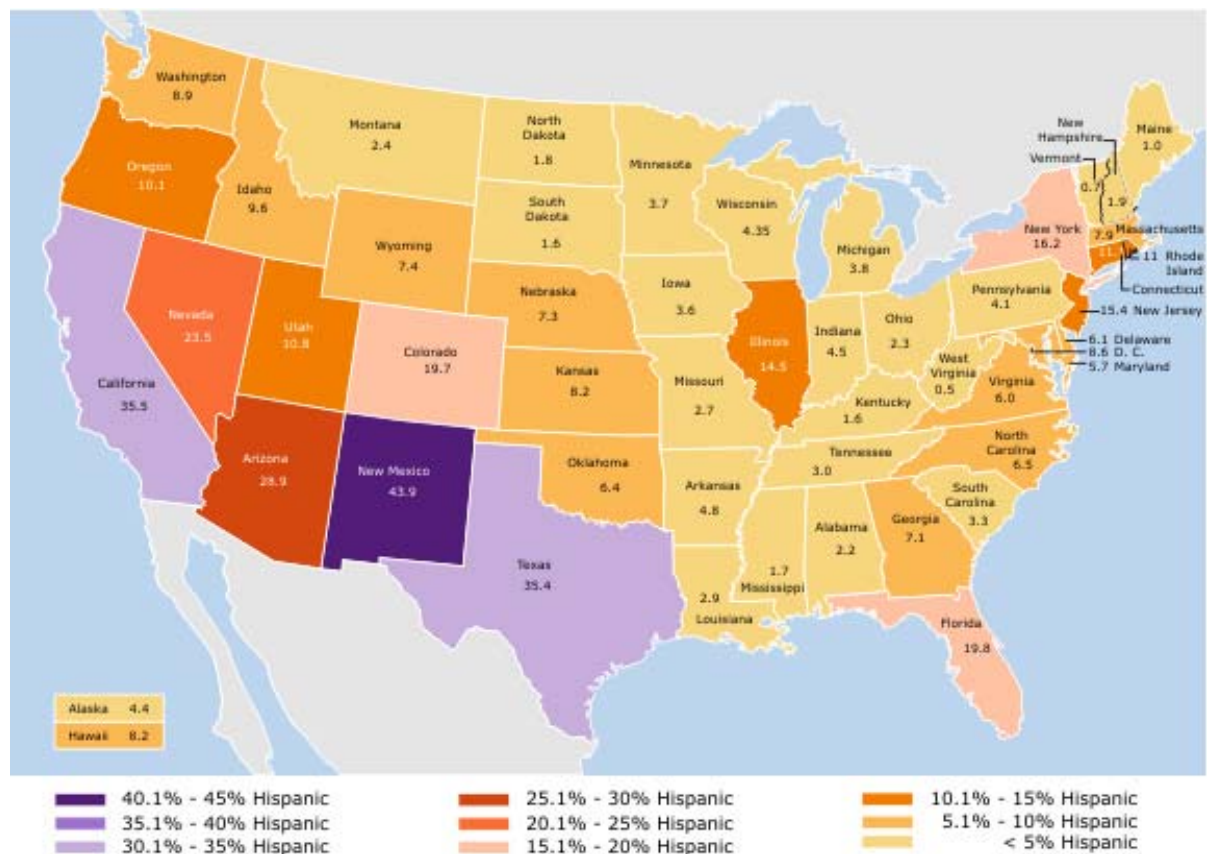 Washington
8.9
Montana
2.4
North
Dakota
1.8
Minnesota
3.7
New
Hampshire
1.9
Vermont
0.7
Maine
1.0
Oregon
10.1
Idaho
9.6
South
Dakota
1.6
Wisconsin
4.35
Michigan
3.8
New York
16.2
7.9 Massachusetts
11 Rhode
Island
11.
Connecticut
Wyoming
7.4
Nebraska
7.3
Iowa
3.6
Pennsylvania
4.1
15.4 New Jersey
Nevada
23.5
Utah
10.8
Colorado
19.7
Illinois
14.5
Indiana
4.5
Ohio
2.3
6.1 Delaware
8.6 D. C.
5.7 Maryland
California
35.5
Kansas
8.2
Missouri
2.7
West
Virginia
0.5
Virginia
6.0
Kentucky
1.6
Arizona
28.9
New Mexico
43.9
Oklahoma
6.4
Arkansas
4.8
Tennessee
3.0
North
Carolina
6.5
South
Carolina
3.3
Texas
35.4
1.7
Mississippi
Alabama
2.2
Georgia
7.1
2.9
Louisiana
Florida
19.8
Alaska 4.4
Hawaii 8.2
40.1% - 45% Hispanic
35.1% - 40% Hispanic
30.1% - 35% Hispanic
25.1% - 30% Hispanic
20.1% - 25% Hispanic
15.1% - 20% Hispanic
10.1% - 15% Hispanic
5.1% - 10% Hispanic
< 5% Hispanic